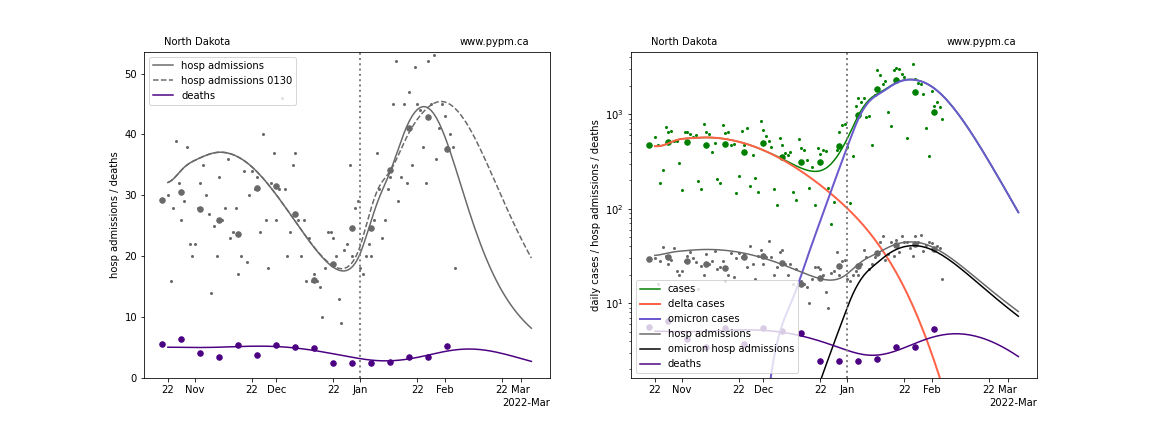 North Dakota
www.pypm.ca
hosp admissions
hosp admissions 0130
deaths
hosp admissions / deaths
50
40
30
20
10
0
22 Nov 22 Dec 22 Jan 22 Feb 22 Mar
2022-Mar
North Dakota
www.pypm.ca
daily cases / hosp admissions / deaths
10³
10²
10¹
cases
delta cases
omicron cases
hosp admissions
omicron hosp admissions
deaths
22 Nov 22 Dec 22 Jan 22 Feb 22 Mar
2022-Mar